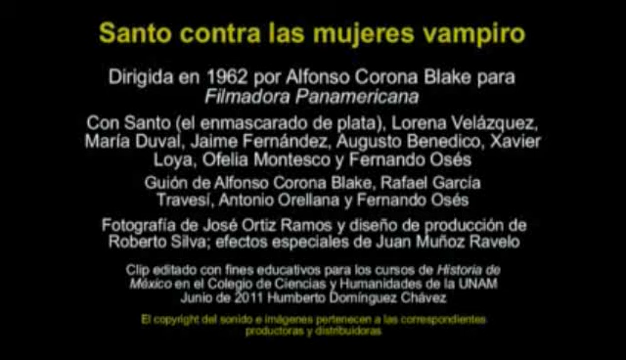 Santo contra las mujeres vampiro
Dirigida en 1962 por Alfonso Corona Blake para
Filmadora Panamericana
Con Santo (el enmascarado de plata), Lorena Velázquez,
María Duval, Jaime Fernández, Augusto Benedico, Xavier
Loya, Ofelia Montesco y Fernando Osés
Guión de Alfonso Corona Blake, Rafael García
Travesí, Antonio Orellana y Fernando Osés
Fotografía de José Ortiz Ramos y diseño de producción de
Roberto Silva; efectos especiales de Juan Muñoz Ravelo
Clip editado con fines educativos para los cursos de Historia de
México en el Colegio de Ciencias y Humanidades de la UNAM
Junio de 2011 Humberto Domínguez Chávez
El copyright del sonido e imágenes pertenecen a las correspondientes
productoras y distribuidoras